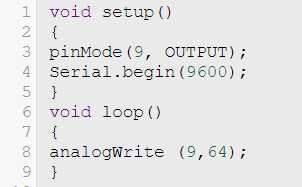 1 void setup()
2 {
3 pinMode(9, OUTPUT);
4 Serial.begin(9600);
5 }
6 void loop()
7 {
8 analogWrite (9,64);
9 }